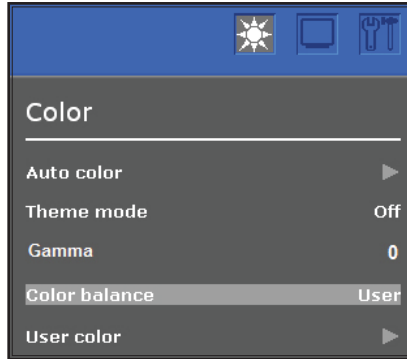 Color
Auto color
Theme mode Off
Gamma 0
Color balance User
User color